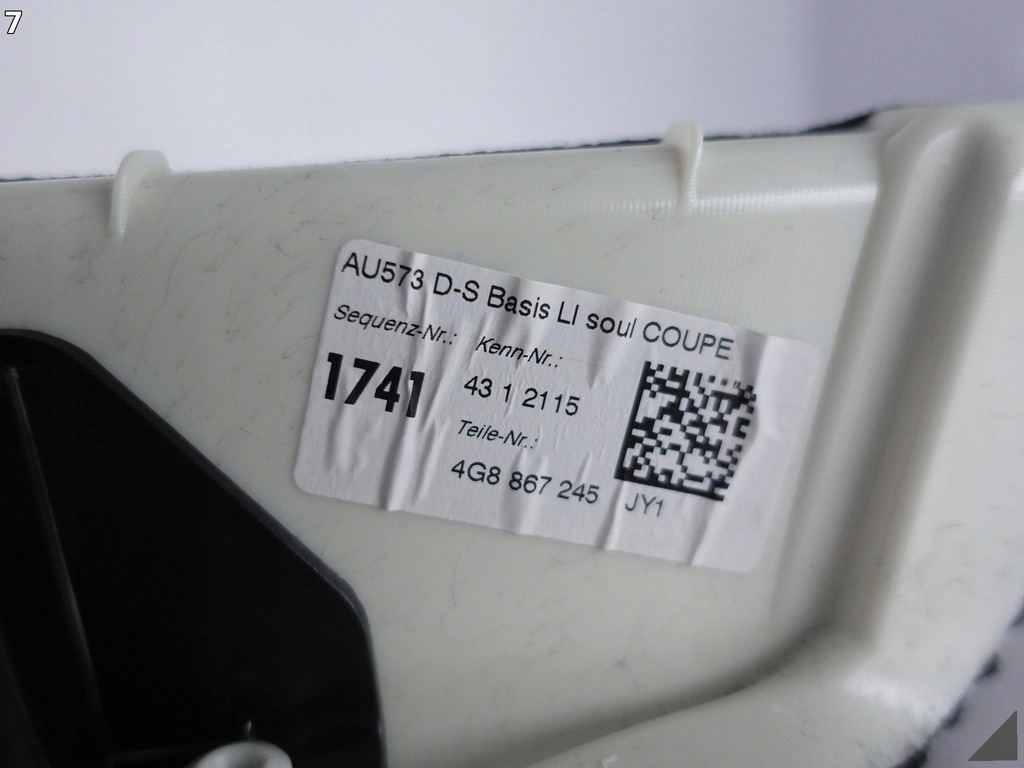 7
AU573 D-S Basis LI soul COUPE
Sequenz-Nr.: Kenn-Nr.:
1741 43 1 2115
Teile-Nr.:
4G8 867 245 JY1